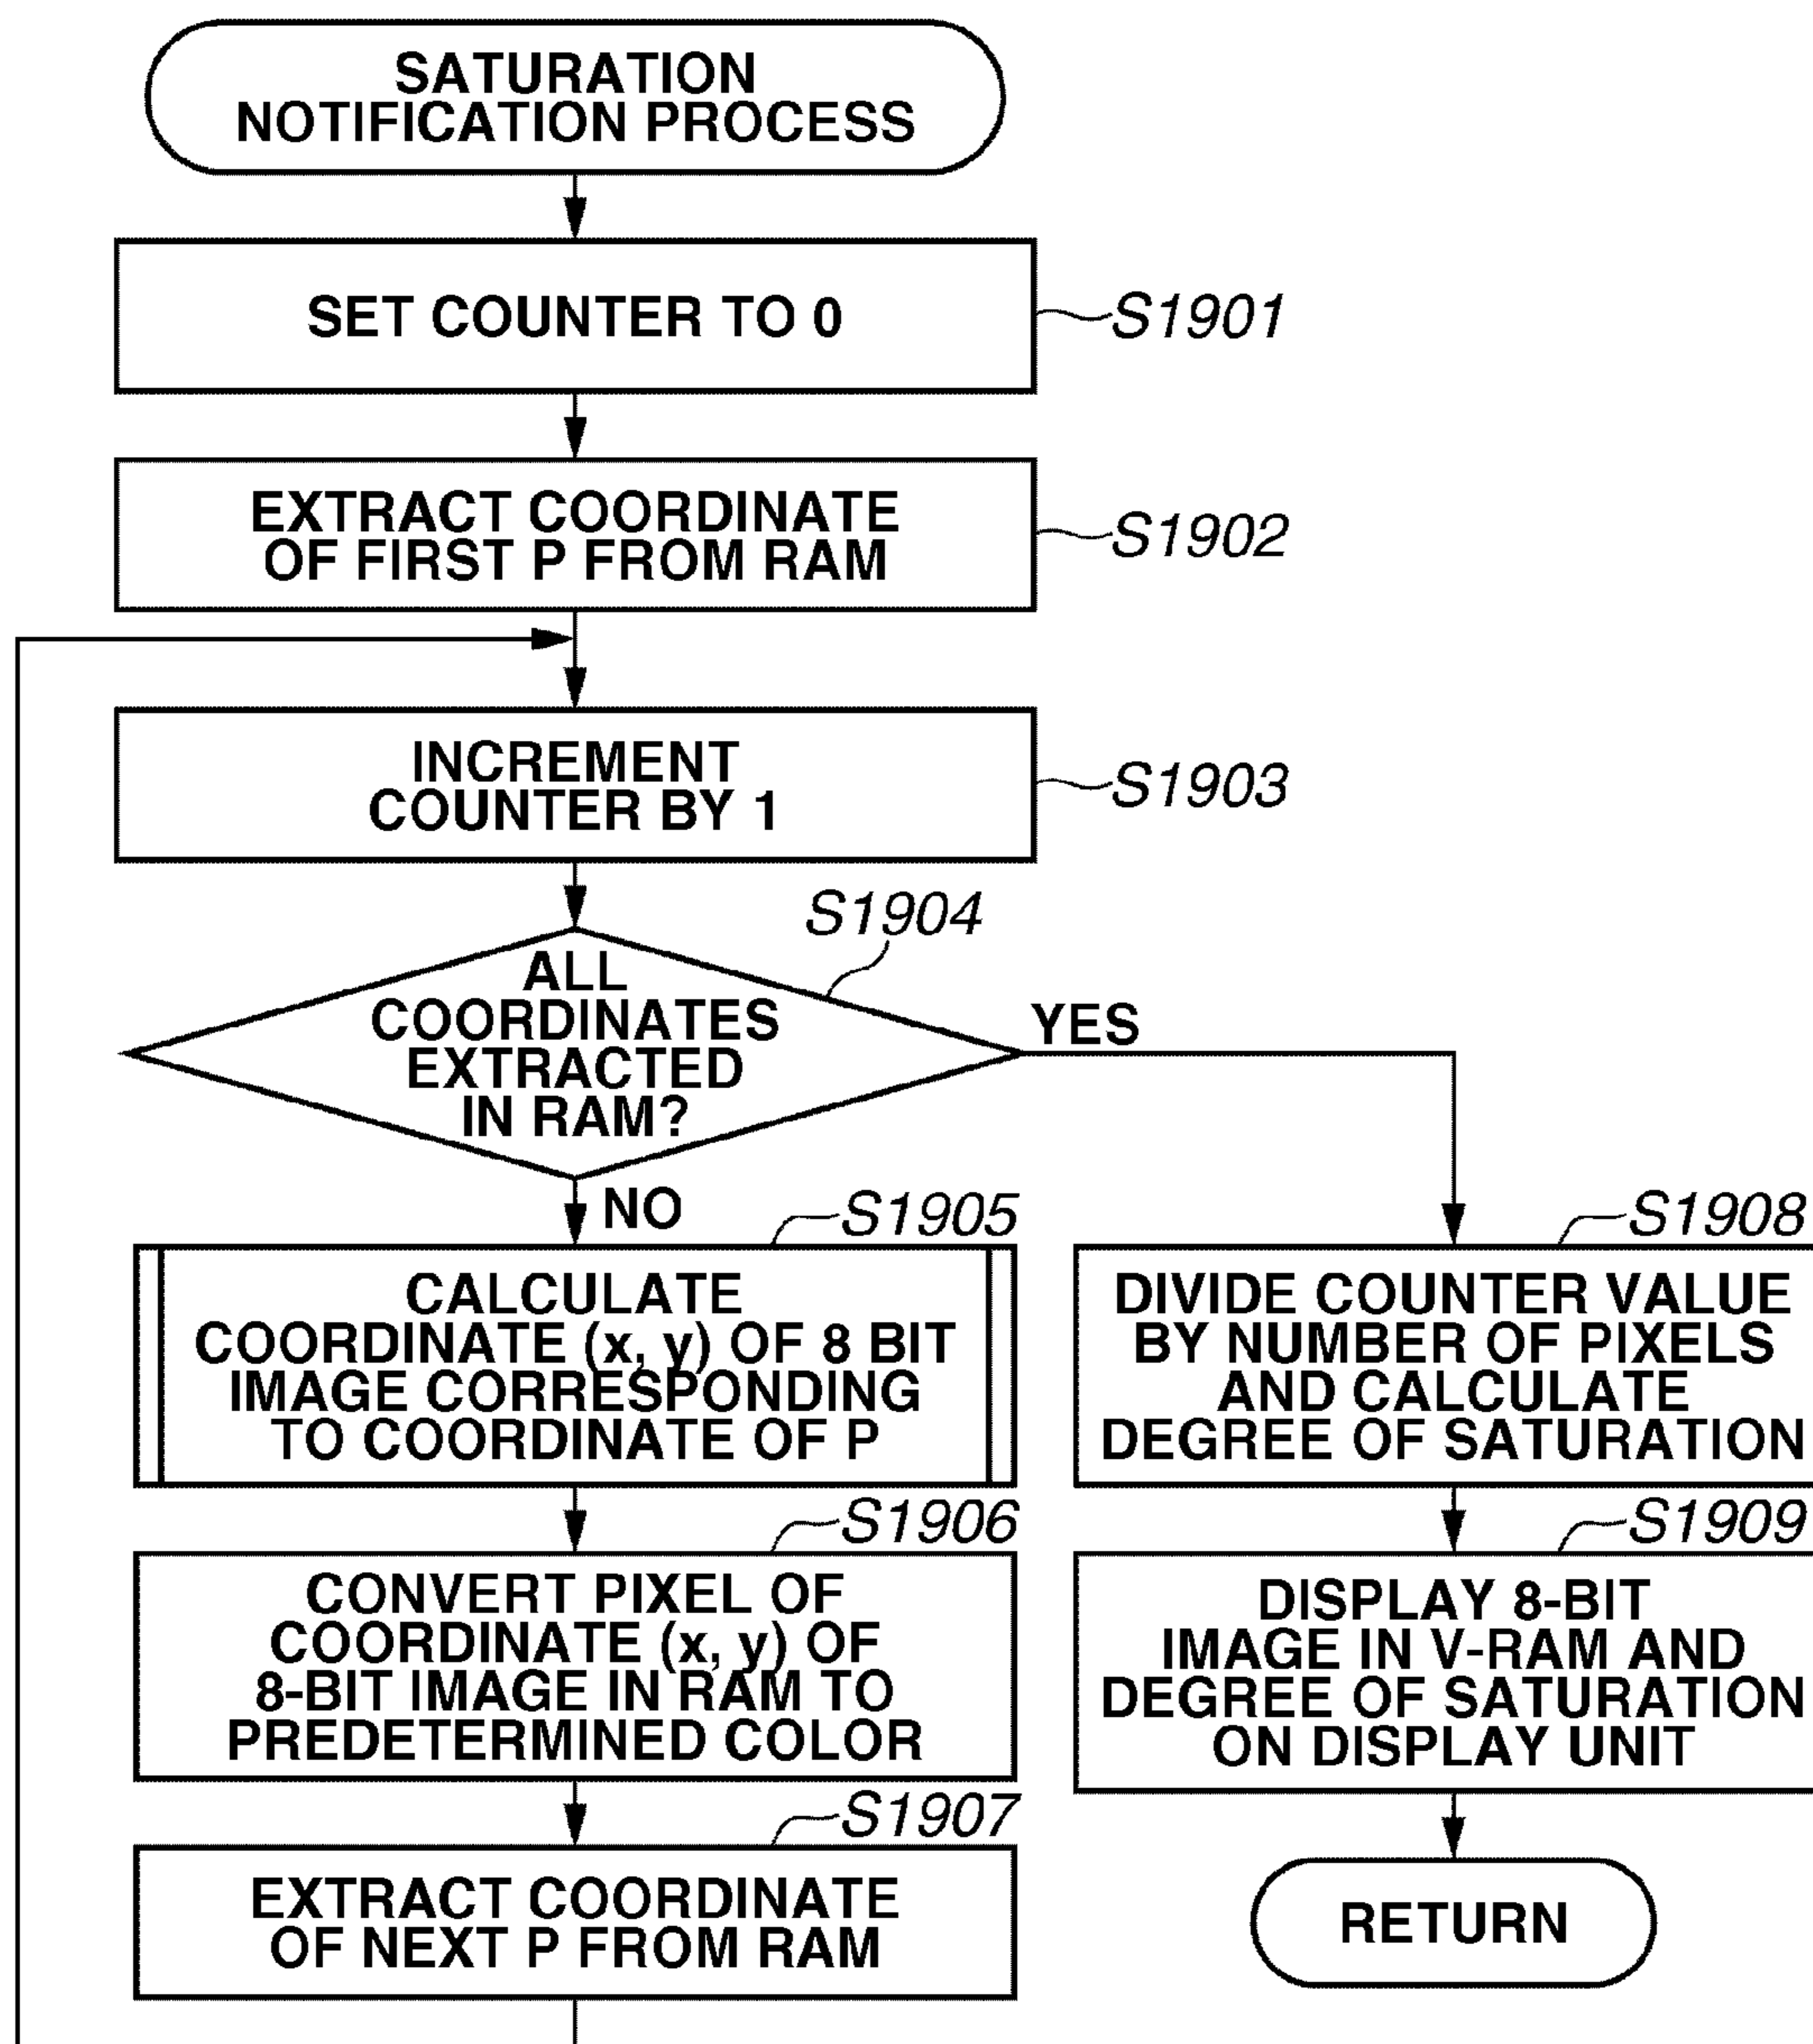 SATURATION
NOTIFICATION PROCESS
SET COUNTER TO 0
S1901
EXTRACT COORDINATE
OF FIRST P FROM RAM
S1902
INCREMENT
COUNTER BY 1
S1903
S1904
ALL
COORDINATES
EXTRACTED
IN RAM?
YES
NO
S1905
CALCULATE
COORDINATE (x, y) OF 8 BIT
IMAGE CORRESPONDING
TO COORDINATE OF P
S1906
CONVERT PIXEL OF
COORDINATE (x, y) OF
8-BIT IMAGE IN RAM TO
PREDETERMINED COLOR
S1907
EXTRACT COORDINATE
OF NEXT P FROM RAM
S1908
DIVIDE COUNTER VALUE
BY NUMBER OF PIXELS
AND CALCULATE
DEGREE OF SATURATION
S1909
DISPLAY 8-BIT
IMAGE IN V-RAM AND
DEGREE OF SATURATION
ON DISPLAY UNIT
RETURN